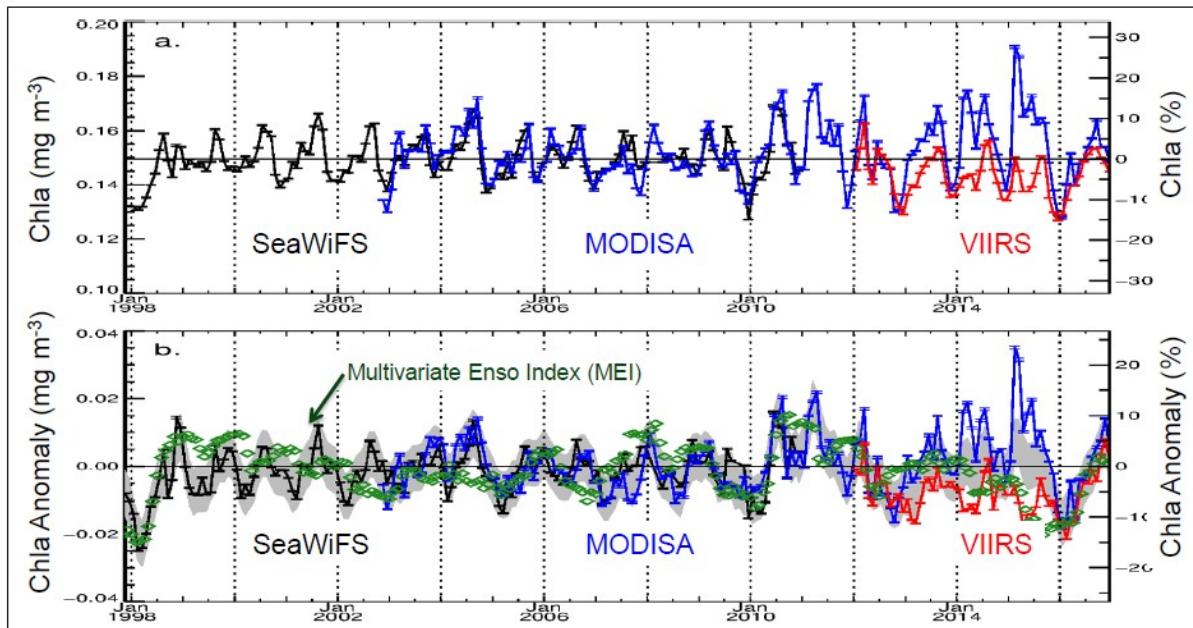 a.
0.20
0.18
0.16
0.14
0.12
0.10
Chla (mg m-3)
30
20
10
0
-10
-20
-30
Chla (%)
SeaWiFS
MODISA
VIIRS
Jan 1998
Jan 2002
Jan 2006
Jan 2010
Jan 2014
b.
0.04
0.02
0.00
-0.02
-0.04
Chla Anomaly (mg m-3)
20
10
0
-10
-20
Chla Anomaly (%)
Multivariate Enso Index (MEI)
SeaWiFS
MODISA
VIIRS
Jan 1998
Jan 2002
Jan 2006
Jan 2010
Jan 2014